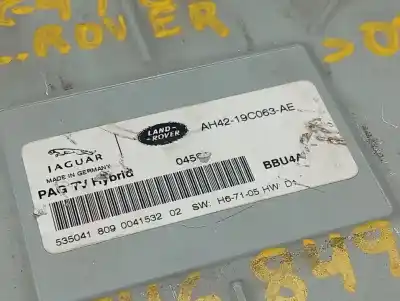 ..ROVER
LAND-
ROVER
AH42-19C063-AE
JAGUAR
MADE IN GERMANY
PAG TV Hybrid
045
BBU4A
535041 809 0041532 02 SW. H6-71-05 HW D1
849